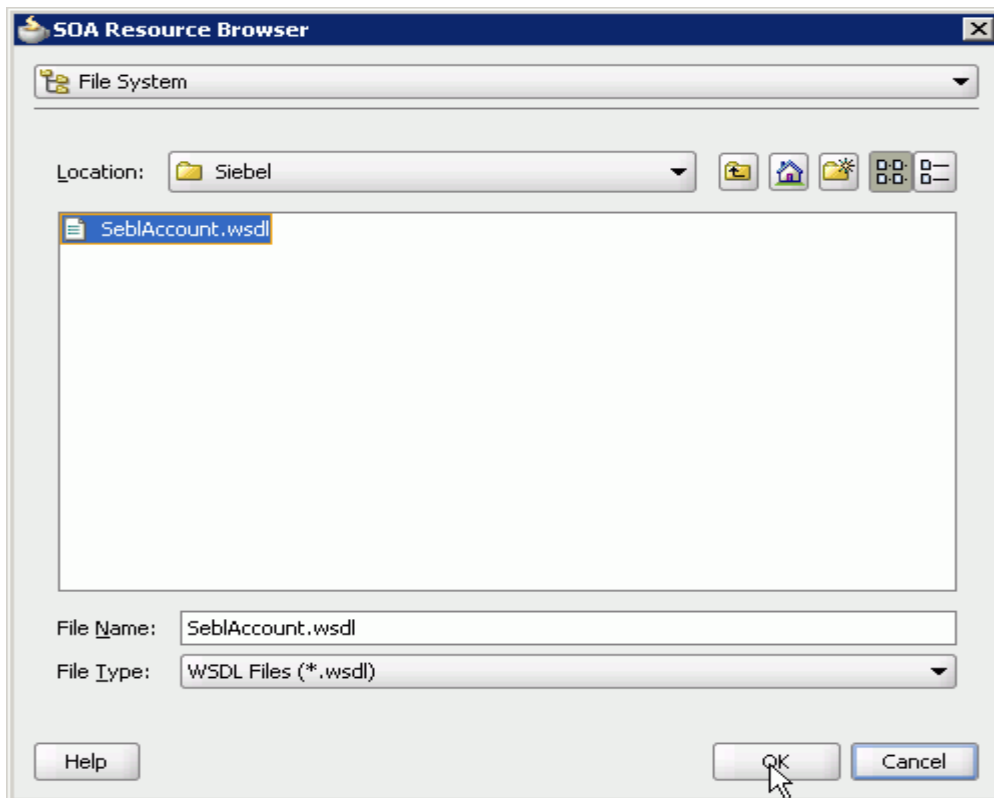 SOA Resource Browser
File System
Location: Siebel
SeblAccount.wsdl
File Name: SeblAccount.wsdl
File Type: WSDL Files (*.wsdl)
Help OK Cancel